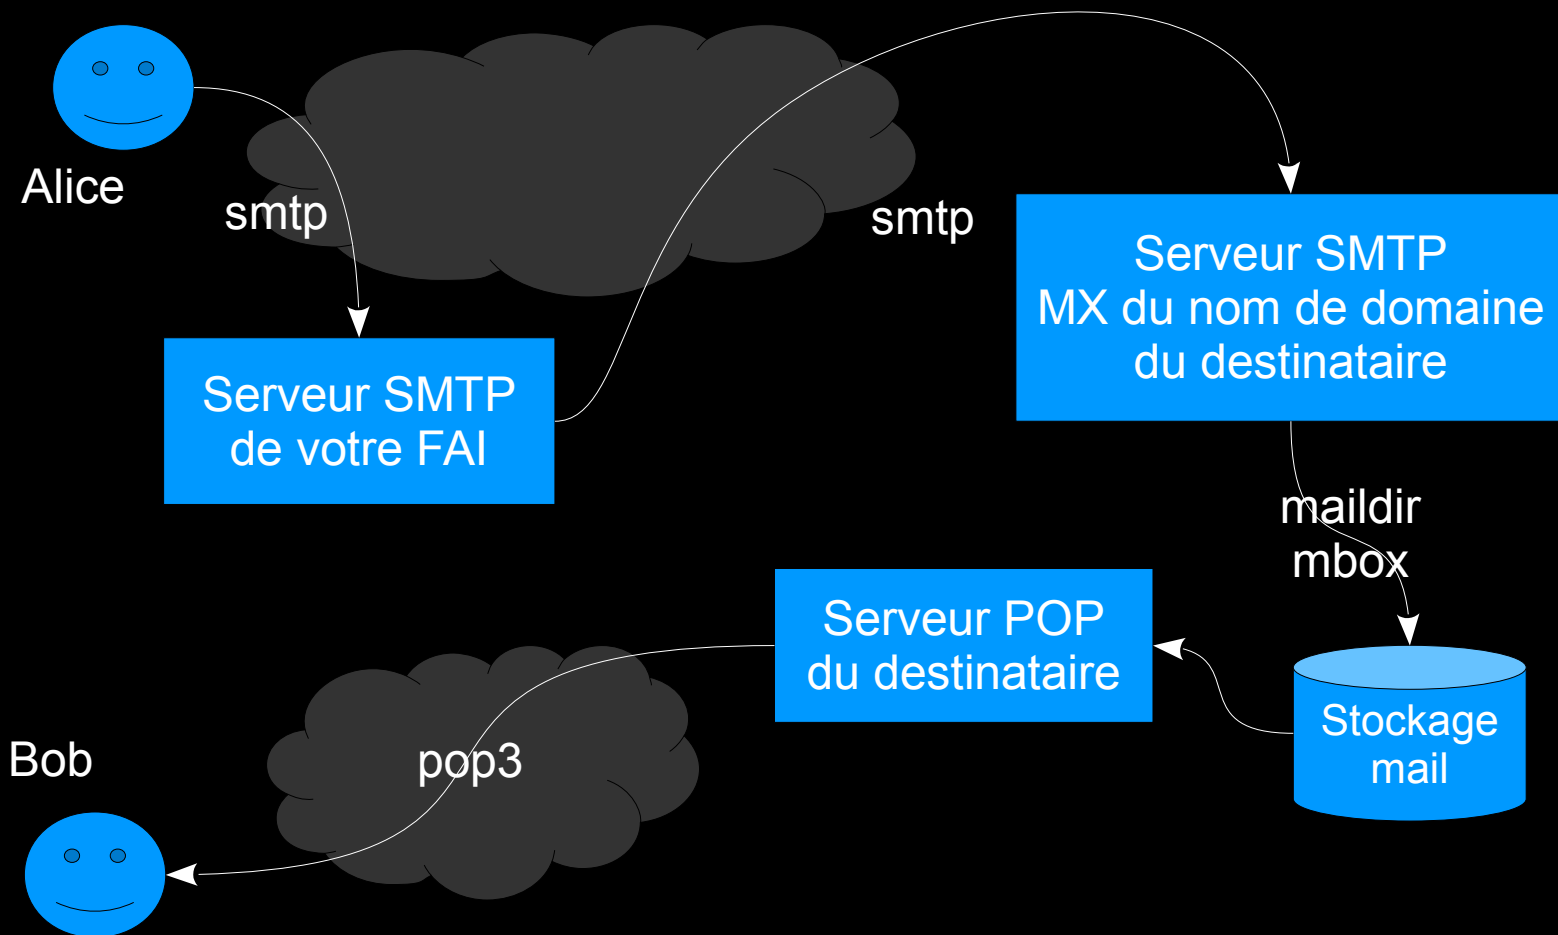 Alice
smtp
smtp
Serveur SMTP
MX du nom de domaine
du destinataire
Serveur SMTP
de votre FAI
maildir
mbox
Serveur POP
du destinataire
Stockage
mail
pop3
Bob